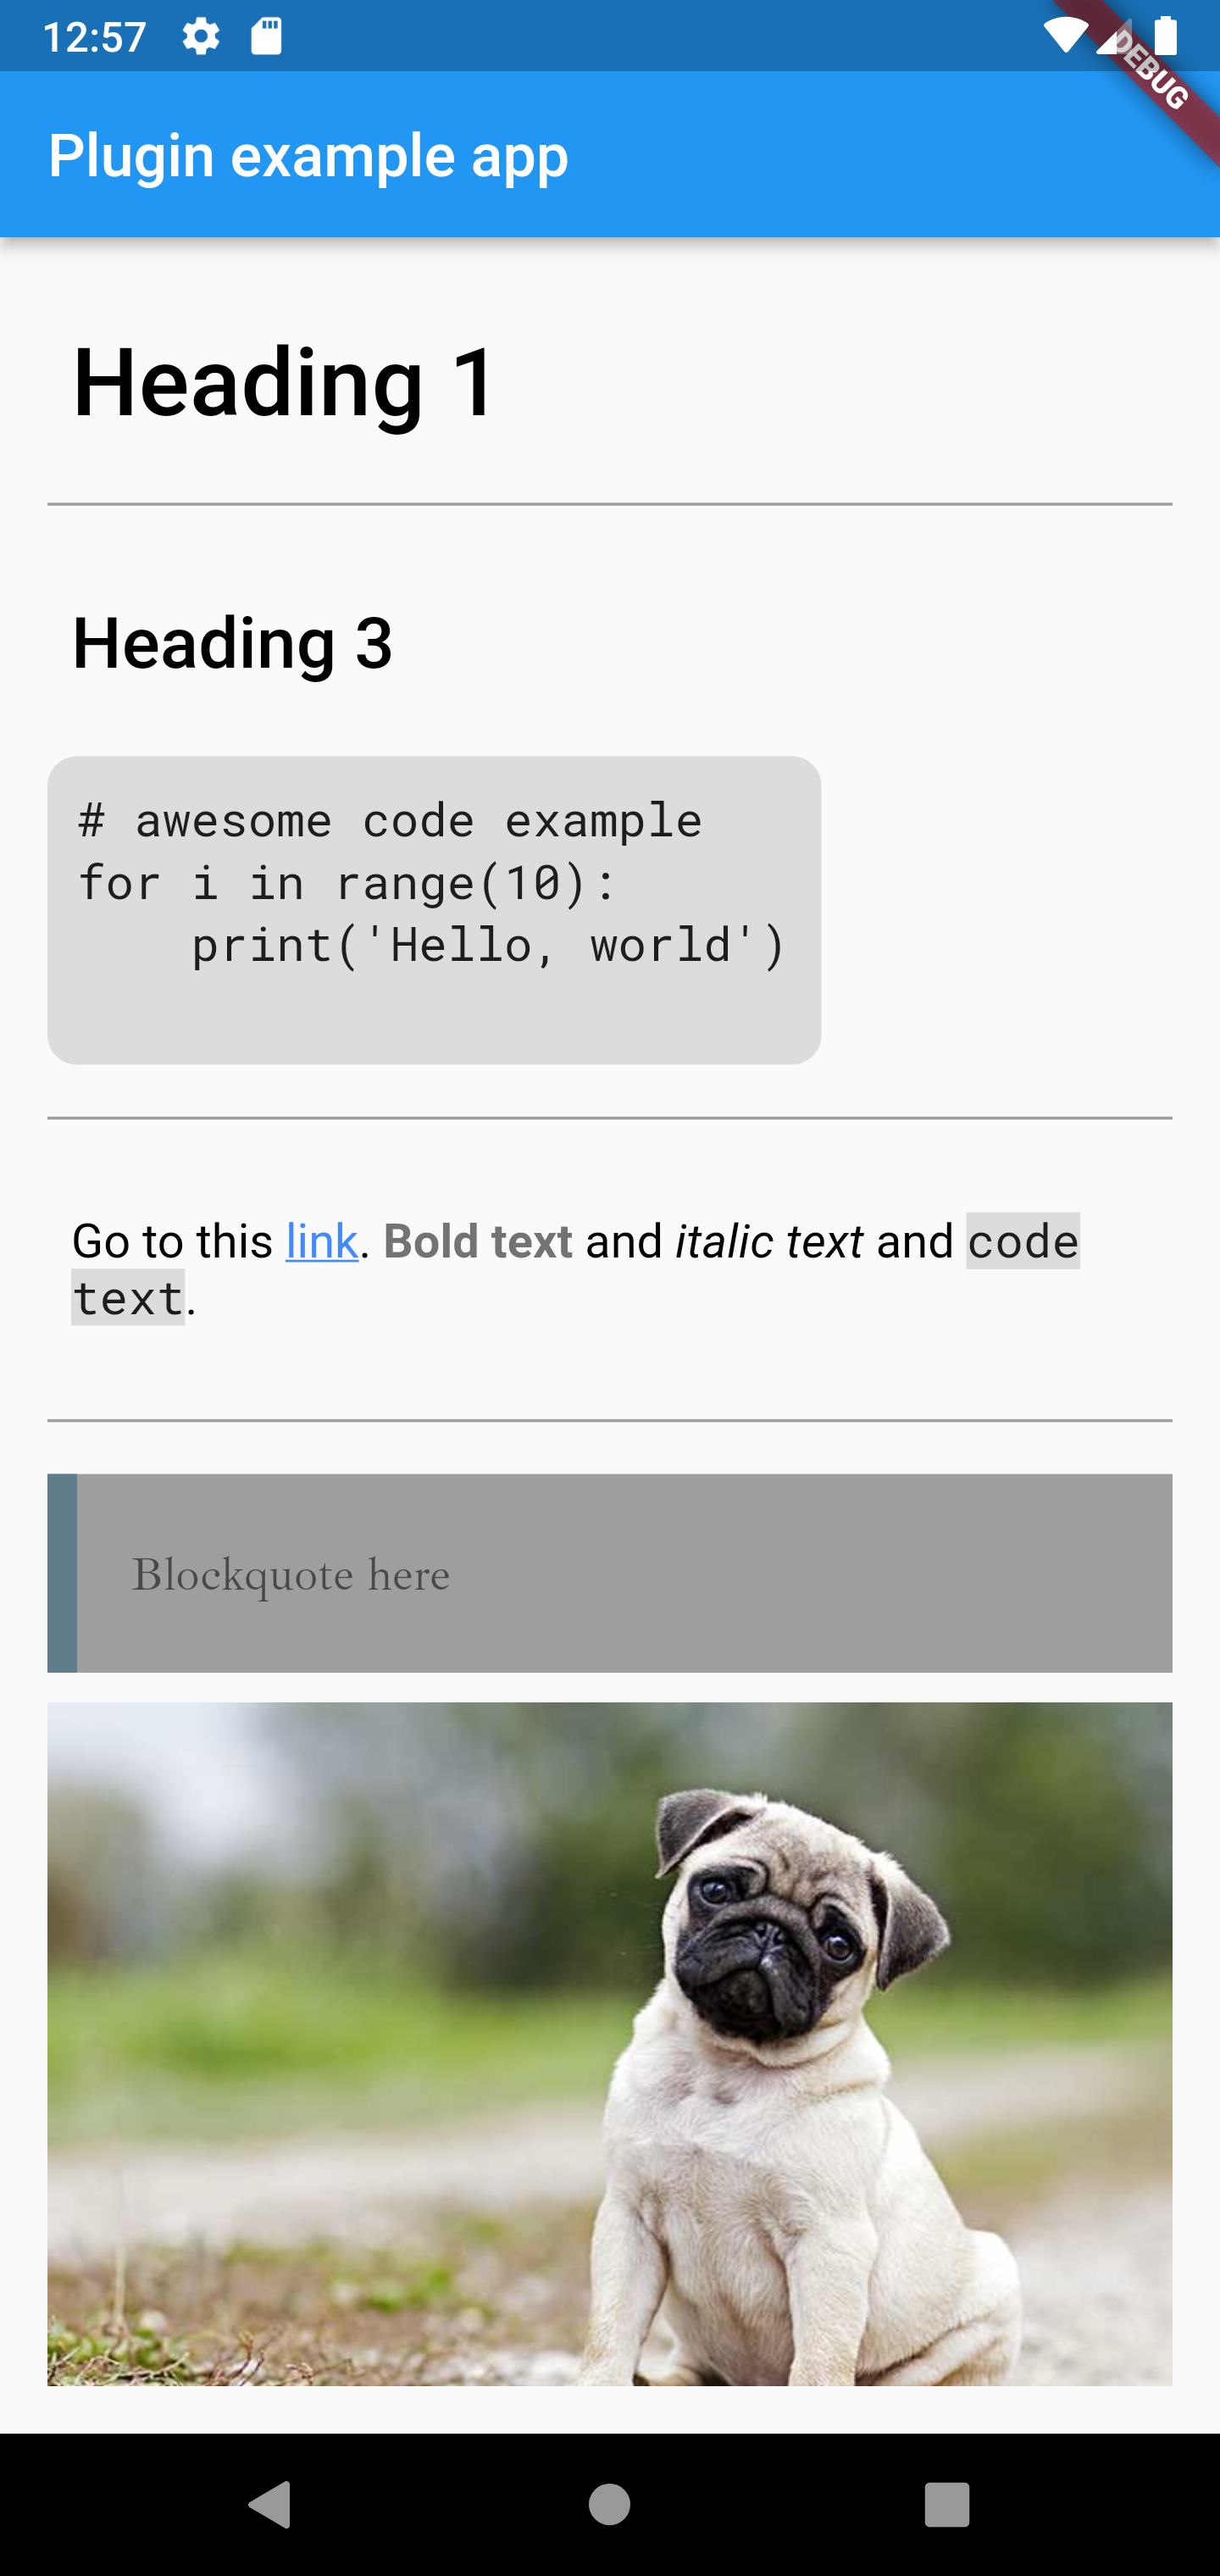 12:57
DEBUG
Plugin example app
Heading 1
Heading 3
# awesome code example
for i in range(10):
    print('Hello, world')
Go to this link. Bold text and italic text and code
text.
Blockquote here